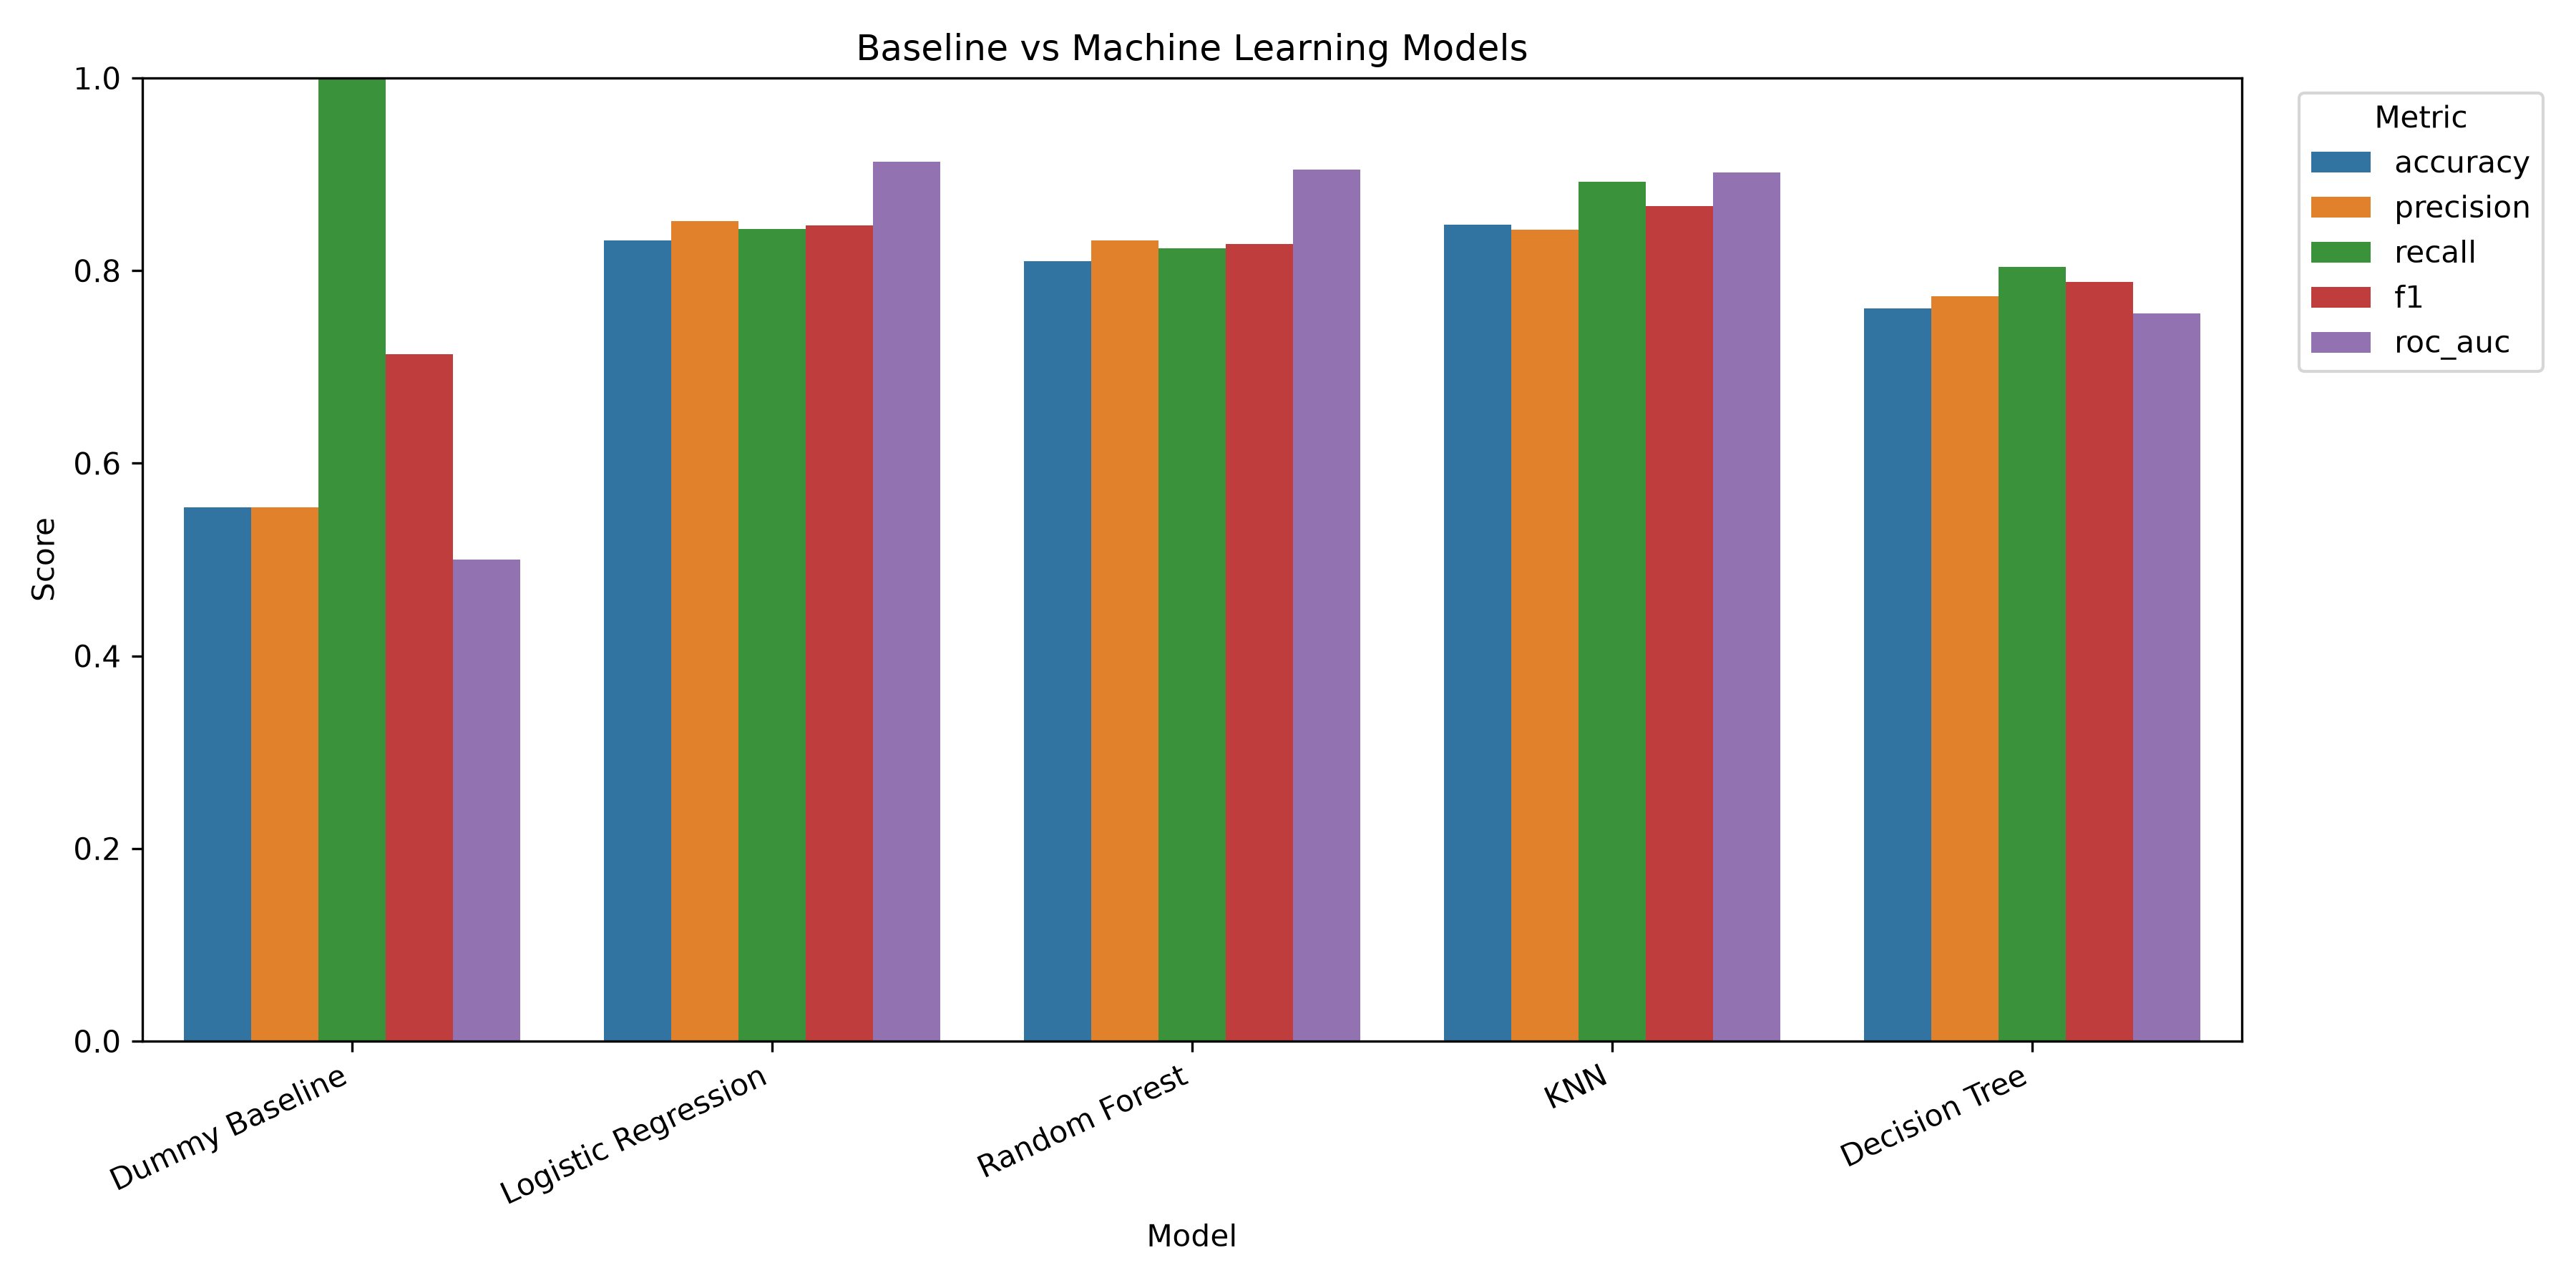 Baseline vs Machine Learning Models
1.0
0.8
0.6
0.4
0.2
0.0
Score
Dummy Baseline
Logistic Regression
Random Forest
KNN
Decision Tree
Model
Metric
accuracy
precision
recall
f1
roc_auc